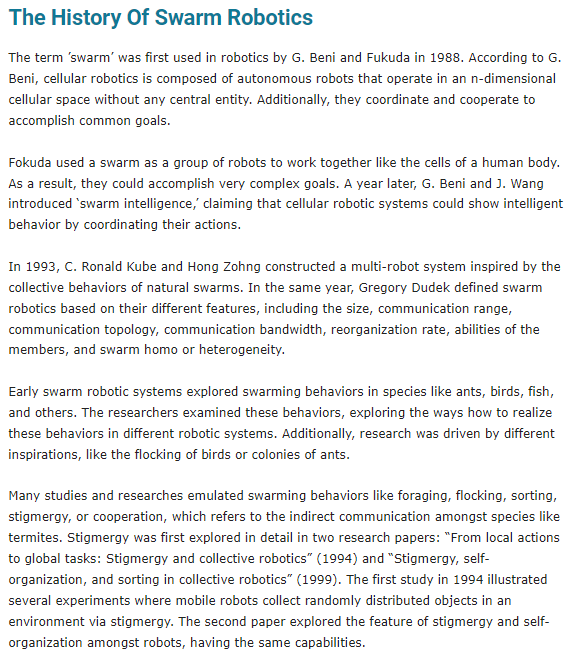 The History Of Swarm Robotics
The term ‘swarm’ was first used in robotics by G. Beni and Fukuda in 1988. According to G.
Beni, cellular robotics is composed of autonomous robots that operate in an n-dimensional
cellular space without any central entity. Additionally, they coordinate and cooperate to
accomplish common goals.
Fokuda used a swarm as a group of robots to work together like the cells of a human body.
As a result, they could accomplish very complex goals. A year later, G. Beni and J. Wang
introduced ‘swarm intelligence,’ claiming that cellular robotic systems could show intelligent
behavior by coordinating their actions.
In 1993, C. Ronald Kube and Hong Zohng constructed a multi-robot system inspired by the
collective behaviors of natural swarms. In the same year, Gregory Dudek defined swarm
robotics based on their different features, including the size, communication range,
communication topology, communication bandwidth, reorganization rate, abilities of the
members, and swarm homo or heterogeneity.
Early swarm robotic systems explored swarming behaviors in species like ants, birds, fish,
and others. The researchers examined these behaviors, exploring the ways how to realize
these behaviors in different robotic systems. Additionally, research was driven by different
inspirations, like the flocking of birds or colonies of ants.
Many studies and researches emulated swarming behaviors like foraging, flocking, sorting,
stigmergy, or cooperation, which refers to the indirect communication amongst species like
termites. Stigmergy was first explored in detail in two research papers: “From local actions
to global tasks: Stigmergy and collective robotics” (1994) and “Stigmergy, self-
organization, and sorting in collective robotics” (1999). The first study in 1994 illustrated
several experiments where mobile robots collect randomly distributed objects in an
environment via stigmergy. The second paper explored the feature of stigmergy and self-
organization amongst robots, having the same capabilities.